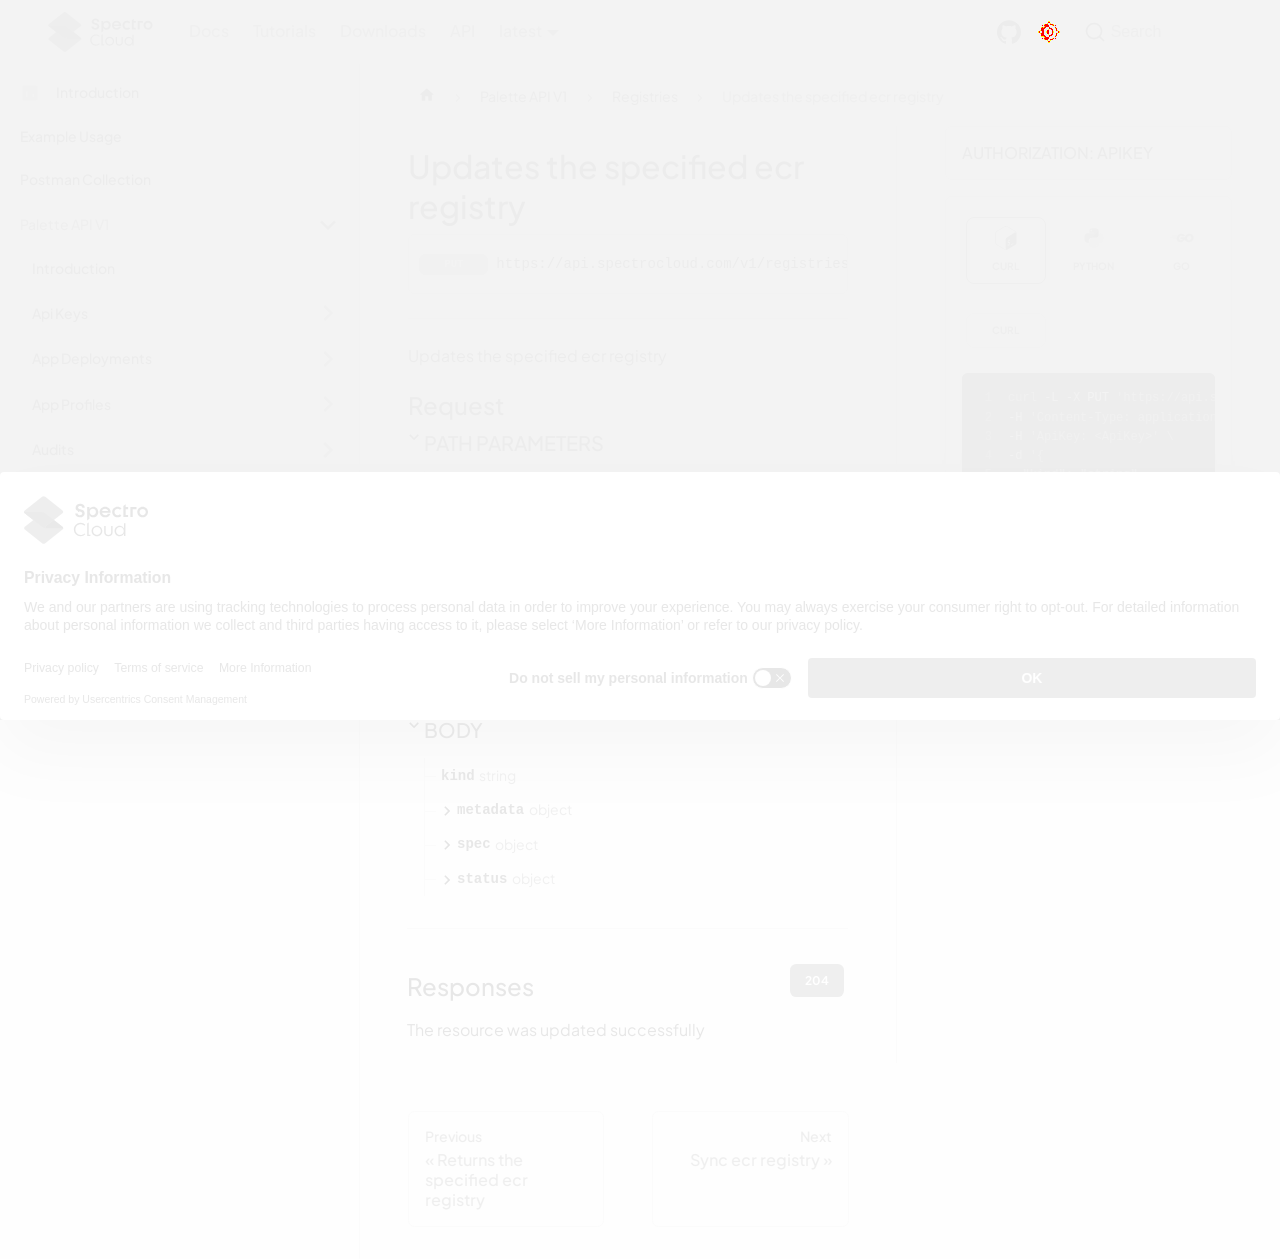 Spectro Cloud
Docs Tutorials Downloads API latest
Search
Introduction
Example Usage
Postman Collection
Palette API V1
Introduction
Api Keys
App Deployments
App Profiles
Audits
Palette API V1
Registries
Updates the specified ecr registry
Updates the specified ecr
registry
https://api.spectrocloud.com/v1/registries
Updates the specified ecr registry
Request
PATH PARAMETERS
AUTHORIZATION: APIKEY
CURL PYTHON GO
CURL
PUT
Spectro
Cloud
Privacy Information
We and our partners are using tracking technologies to process personal data in order to improve your experience. You may always exercise your consumer right to opt-out. For detailed information
about personal information we collect and third parties having access to it, please select 'More Information' or refer to our privacy policy.
Privacy policy Terms of service More Information
Powered by Usercentrics Consent Management
Do not sell my personal information
OK
BODY
kind string
metadata object
spec object
status object
Responses
204
The resource was updated successfully
Previous
« Returns the
specified ecr
registry
Next
Sync ecr registry »